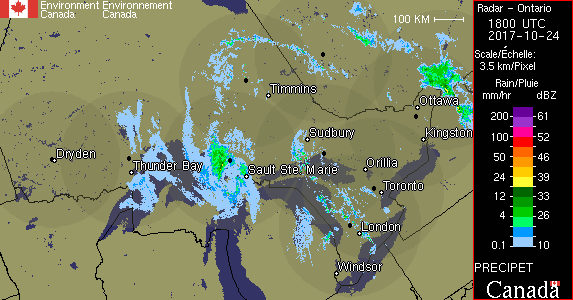 Environment Environnement
Canada Canada
100 KM
Radar - Ontario
1800 UTC
2017-10-24
Scale/Échelle:
3.5 km/Pixel
Rain/Pluie
mm/hr dBZ
200 61
100 56
100 52
50 46
24 39
12 33
4 26
0.1 10
PRECIPET
Canada
Timmins
Ottawa
Sudbury
Kingston
Dryden
Thunder Bay
Sault Ste. Marie
Orillia
Toronto
London
Windsor